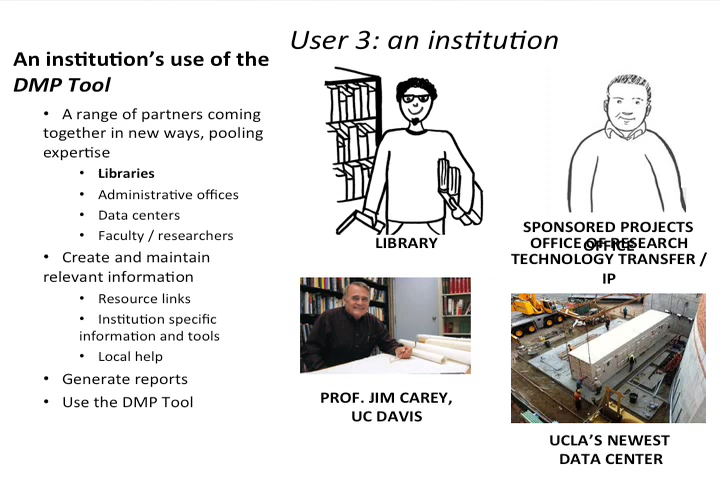 User 3: an institution
An institution’s use of the
DMP Tool
• A range of partners coming
together in new ways, pooling
expertise
• Libraries
• Administrative offices
• Data centers
• Faculty / researchers
• Create and maintain
relevant information
• Resource links
• Institution specific
information and tools
• Local help
• Generate reports
• Use the DMP Tool
LIBRARY
SPONSORED PROJECTS
OFFICE
OFFICE OF RESEARCH
TECHNOLOGY TRANSFER /
IP
PROF. JIM CAREY,
UC DAVIS
UCLA’S NEWEST
DATA CENTER